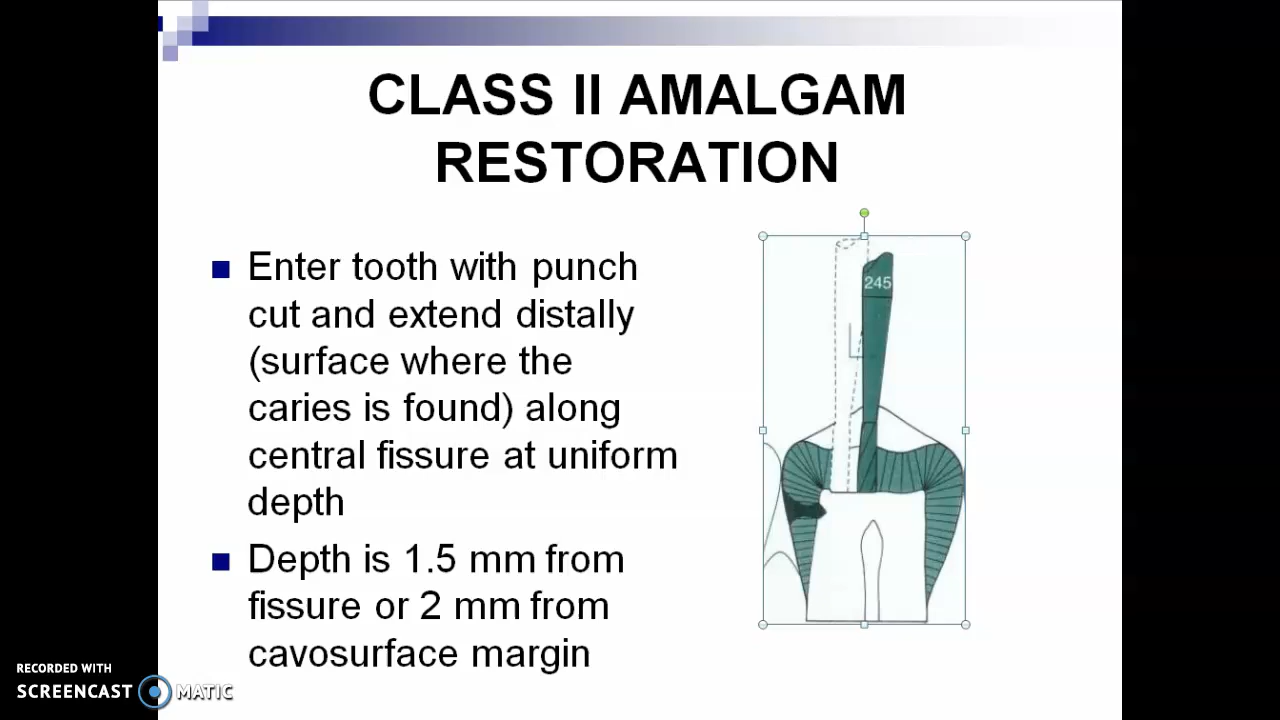 CLASS II AMALGAM
RESTORATION
Enter tooth with punch
cut and extend distally
(surface where the
caries is found) along
central fissure at uniform
depth
Depth is 1.5 mm from
fissure or 2 mm from
cavosurface margin
245
RECORDED WITH
SCREENCAST MATIC